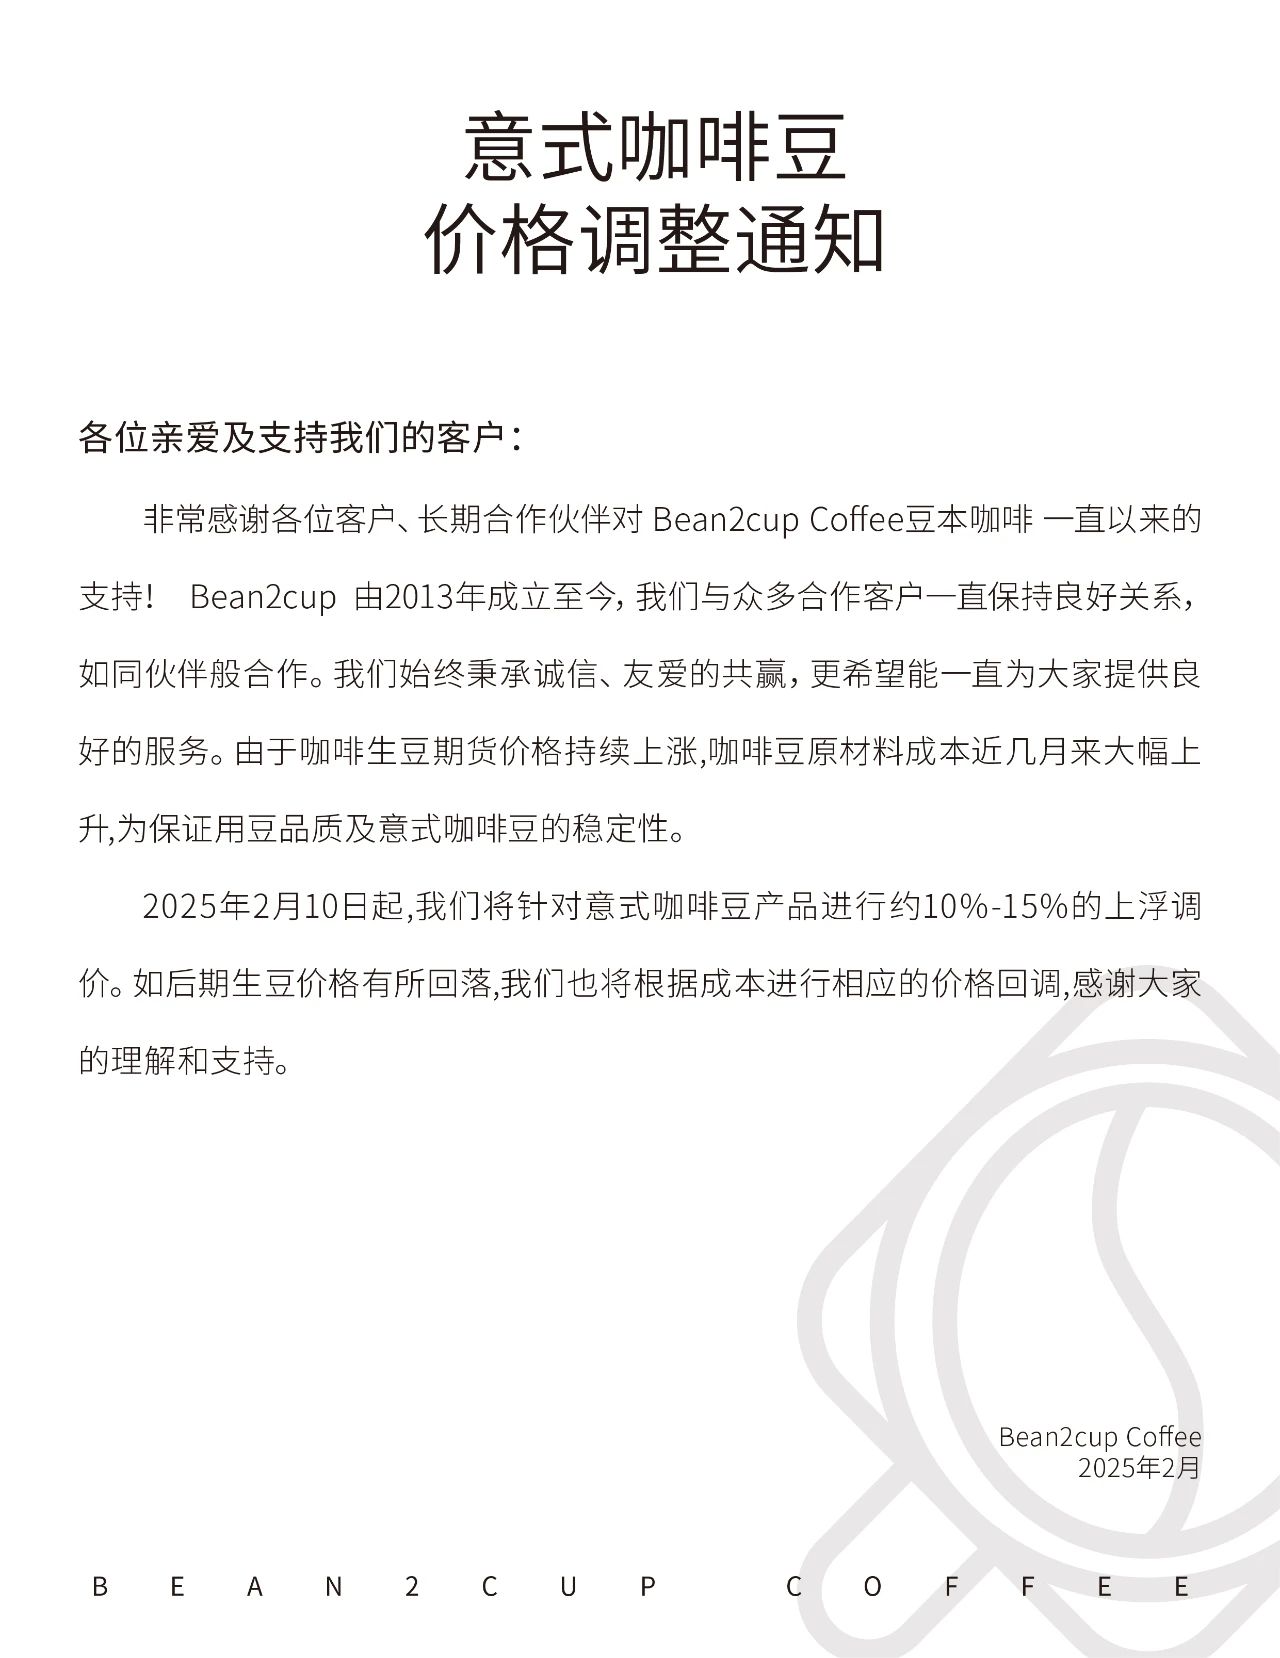 意式咖啡豆
价格调整通知
各位亲爱及支持我们的客户：
非常感谢各位客户、长期合作伙伴对 Bean2cup Coffee豆本咖啡 一直以来的
支持！ Bean2cup 由2013年成立至今，我们与众多合作客户一直保持良好关系，
如同伙伴般合作。我们始终秉承诚信、友爱的共赢，更希望能一直为大家提供良
好的服务。由于咖啡生豆期货价格持续上涨,咖啡豆原材料成本近几月来大幅上
升,为保证用豆品质及意式咖啡豆的稳定性。
2025年2月10日起,我们将针对意式咖啡豆产品进行约10%-15%的上浮调
价。如后期生豆价格有所回落,我们也将根据成本进行相应的价格回调,感谢大家
的理解和支持。
Bean2cup Coffee
2025年2月
BEAN2CUP COFFEE